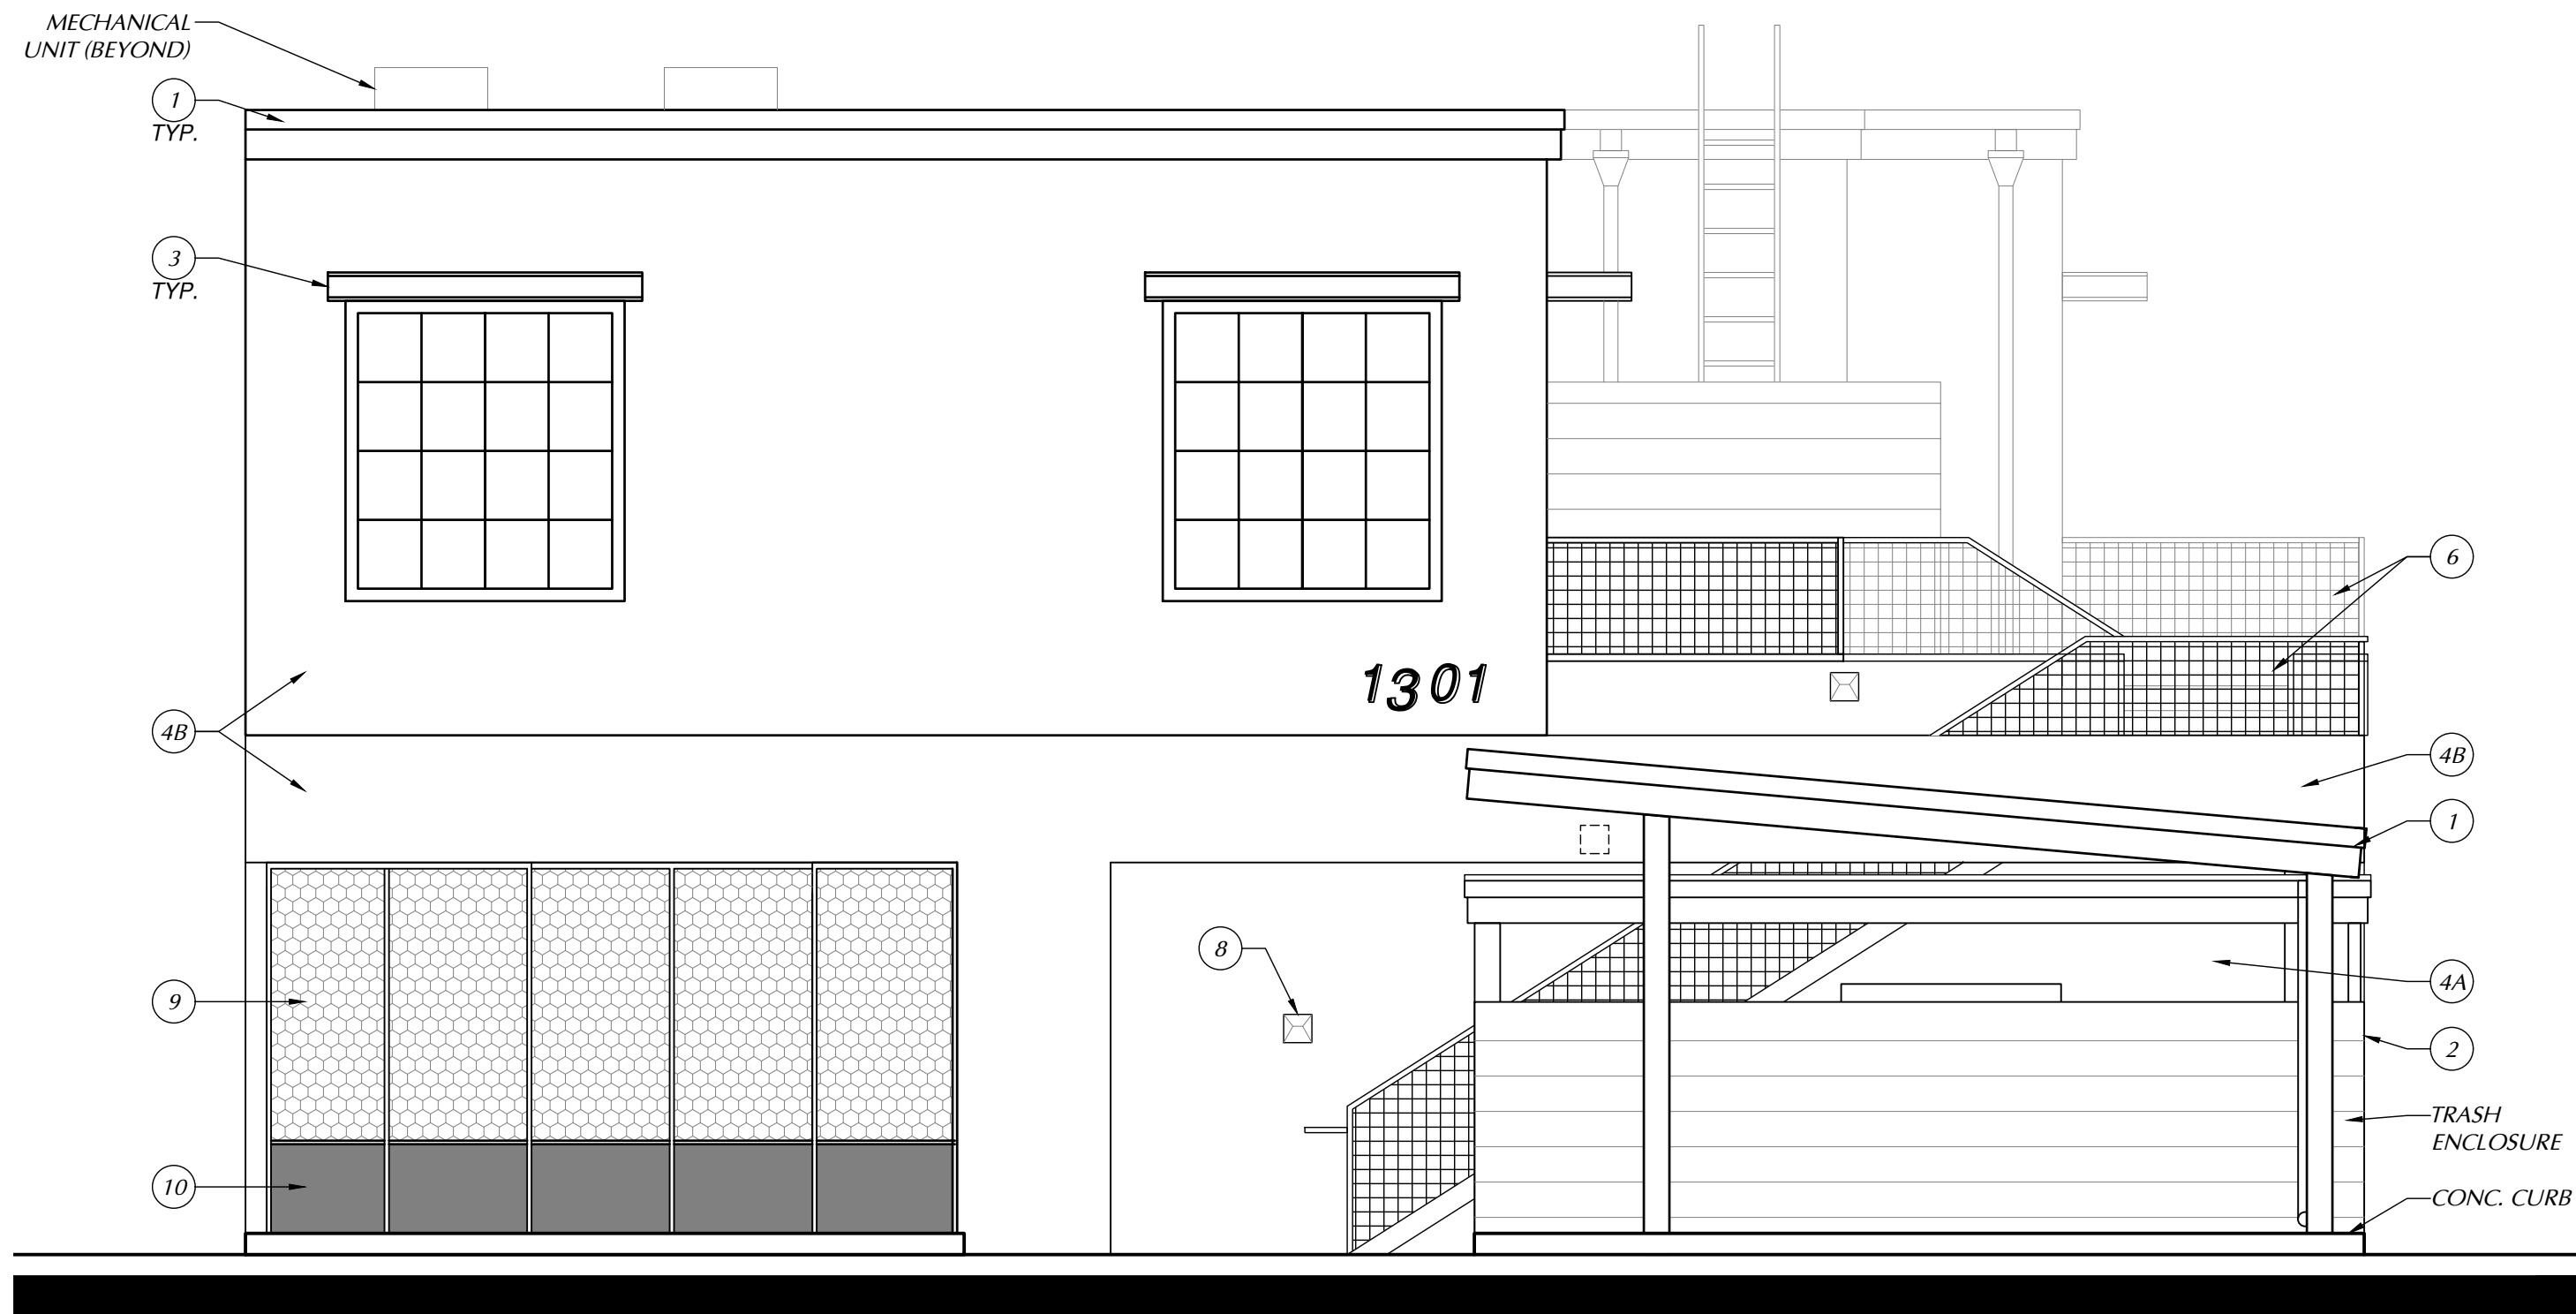 MECHANICAL
UNIT (BEYOND)
1
TYP.
3
TYP.
6
1301
4B
4B
1
8
4A
9
2
TRASH
ENCLOSURE
10
CONC. CURB